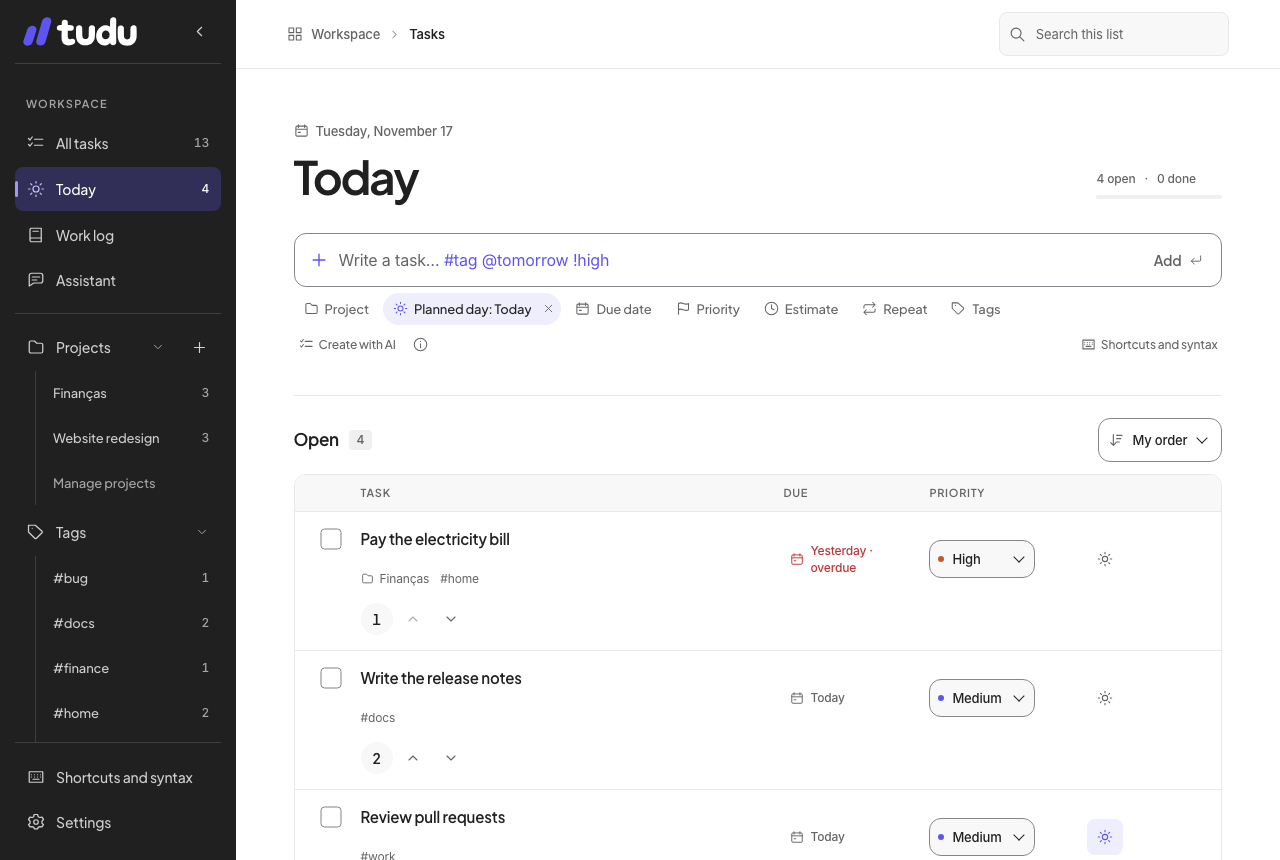 tudu
WORKSPACE
All tasks 13
Today 4
Work log
Assistant
Projects
Finanças 3
Website redesign 3
Manage projects
Tags
#bug 1
#docs 2
#finance 1
#home 2
Shortcuts and syntax
Settings
Workspace > Tasks
Search this list
Tuesday, November 17
Today
4 open · 0 done
Write a task... #tag @tomorrow !high
Add
Project
Planned day: Today
Due date
Priority
Estimate
Repeat
Tags
Create with AI
Shortcuts and syntax
Open 4
My order
TASK DUE PRIORITY
Pay the electricity bill
Yesterday ·
overdue
High
Finanças #home
1
Write the release notes
Today
Medium
#docs
2
Review pull requests
Today
Medium
#work